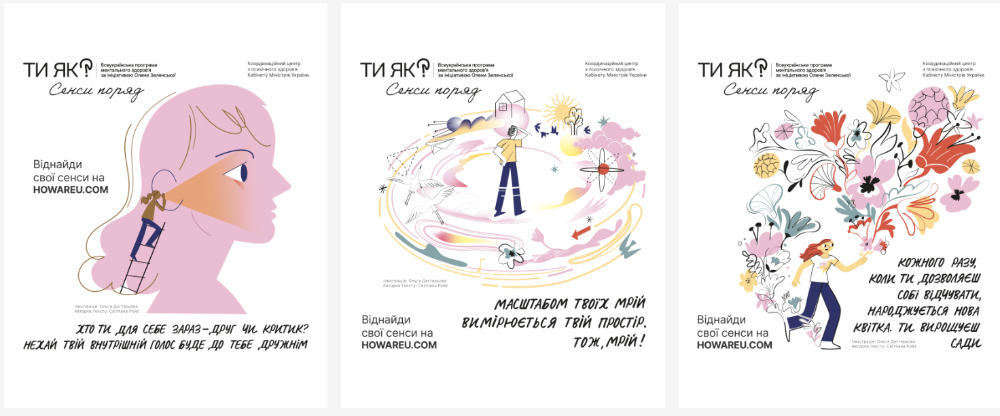 ТИ ЯК?
Всеукраїнська програма
ментального здоров'я
за ініціативою Олени Зеленської
Координаційний центр
з психічного здоров'я
Кабінету Міністрів України
Сенси поряд
Віднайди
свої сенси на
HOWAREU.COM
Ілюстрація: Ольга Дегтярьова
Авторка тексту: Світлана Ройз
ХТО ТИ ДЛЯ СЕБЕ ЗАРАЗ – ДРУГ ЧИ КРИТИК?
НЕХАЙ ТВІЙ ВНУТРІШНІЙ ГОЛОС БУДЕ ДО ТЕБЕ ДРУЖНІМ
ТИ ЯК?
Всеукраїнська програма
ментального здоров'я
за ініціативою Олени Зеленської
Координаційний центр
з психічного здоров'я
Кабінету Міністрів України
Сенси поряд
Ілюстрація: Ольга Дегтярьова
Авторка тексту: Світлана Ройз
МАСШТАБОМ ТВОЇХ МРІЙ
ВИМІРЮЄТЬСЯ ТВІЙ ПРОСТІР.
ТОЖ, МРІЙ!
Віднайди
свої сенси на
HOWAREU.COM
ТИ ЯК?
Всеукраїнська програма
ментального здоров'я
за ініціативою Олени Зеленської
Координаційний центр
з психічного здоров'я
Кабінету Міністрів України
Сенси поряд
КОЖНОГО РАЗУ,
КОЛИ ТИ ДОЗВОЛЯЄШ
СОБІ ВІДЧУВАТИ,
НАРОДЖУЄТЬСЯ НОВА
КВІТКА. ТИ ВИРОЩУЄШ
САДИ
Віднайди
свої сенси на
HOWAREU.COM
Ілюстрація: Ольга Дегтярьова
Авторка тексту: Світлана Ройз